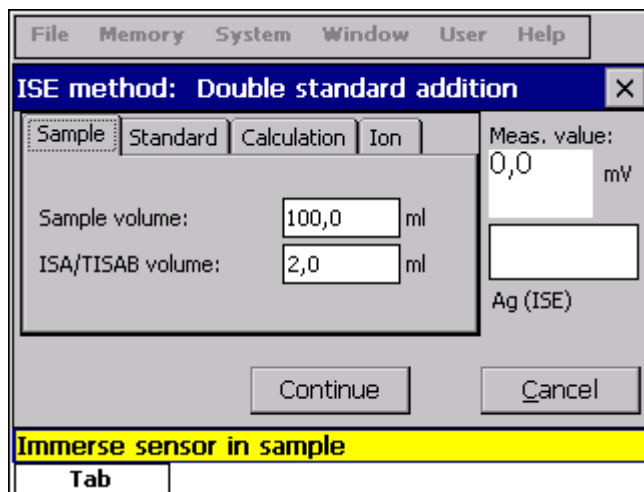 File Memory System Window User Help
ISE method: Double standard addition
Sample Standard Calculation Ion
Meas. value:
0,0 mV
Sample volume: 100,0 ml
ISA/TISAB volume: 2,0 ml
Ag (ISE)
Continue Cancel
Immerse sensor in sample
Tab